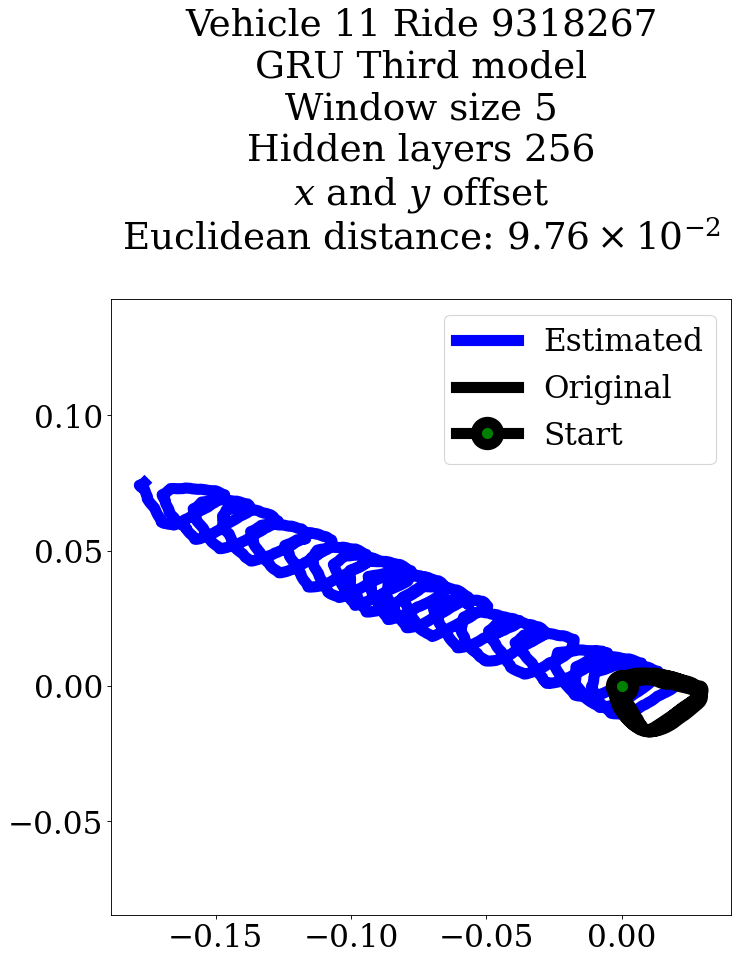 Vehicle 11 Ride 9318267
GRU Third model
Window size 5
Hidden layers 256
x and y offset
Euclidean distance: 9.76 × 10⁻²
Estimated
Original
Start
0.10
0.05
0.00
−0.05
−0.15
−0.10
−0.05
0.00